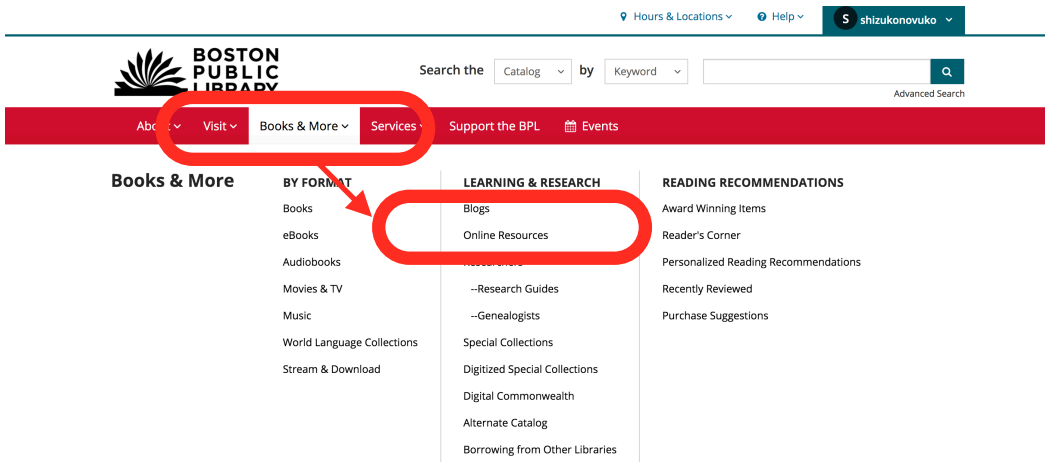 Hours & Locations
Help
S shizukonovuko
BOSTON
PUBLIC
LIBRARY
Search the Catalog by Keyword
Advanced Search
About Visit Books & More Services Support the BPL Events
Books & More
BY FORMAT
Books
eBooks
Audiobooks
Movies & TV
Music
World Language Collections
Stream & Download
LEARNING & RESEARCH
Blogs
Online Resources
Researchers
--Research Guides
--Genealogists
Special Collections
Digitized Special Collections
Digital Commonwealth
Alternate Catalog
Borrowing from Other Libraries
READING RECOMMENDATIONS
Award Winning Items
Reader's Corner
Personalized Reading Recommendations
Recently Reviewed
Purchase Suggestions